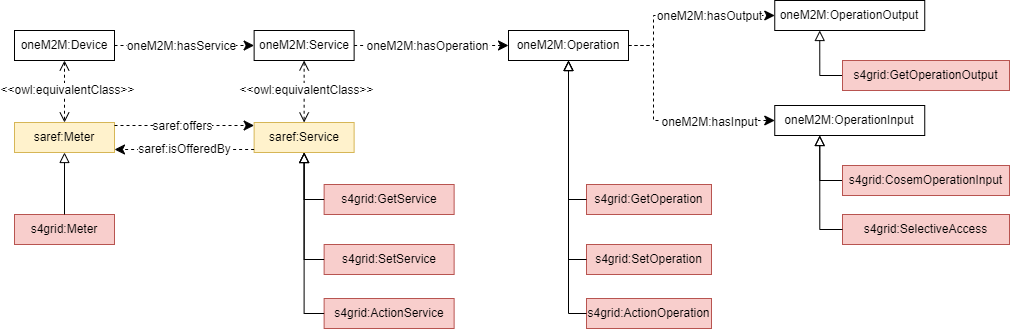 oneM2M:hasOutput
oneM2M:OperationOutput
oneM2M:Device
oneM2M:hasService
oneM2M:Service
oneM2M:hasOperation
oneM2M:Operation
s4grid:GetOperationOutput
<<owl:equivalentClass>>
<<owl:equivalentClass>>
oneM2M:hasInput
oneM2M:OperationInput
saref:Meter
saref:offers
saref:isOfferedBy
saref:Service
s4grid:CosemOperationInput
s4grid:GetService
s4grid:GetOperation
s4grid:Meter
s4grid:SelectiveAccess
s4grid:SetService
s4grid:SetOperation
s4grid:ActionService
s4grid:ActionOperation